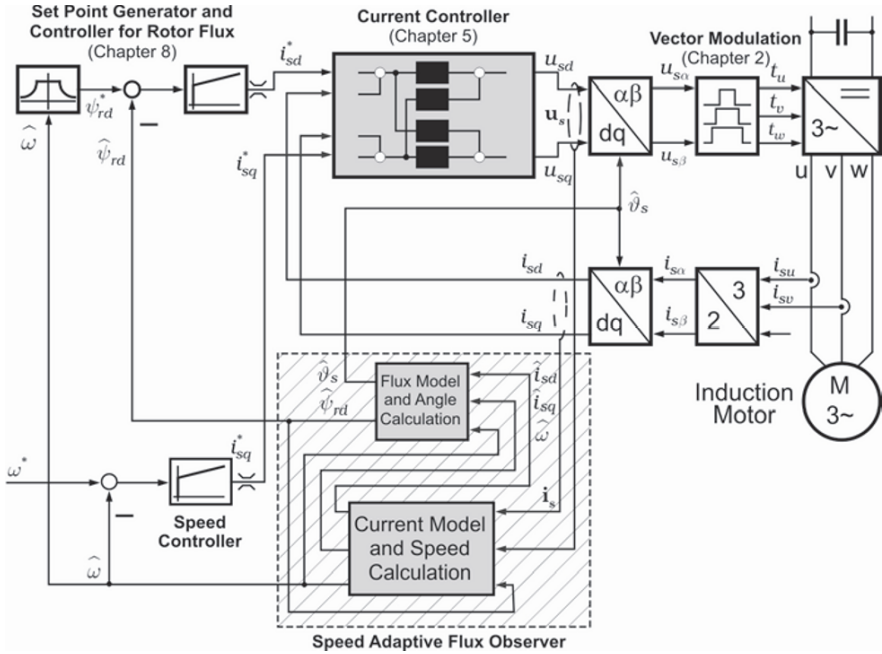 Set Point Generator and
Controller for Rotor Flux
(Chapter 8)
Current Controller
(Chapter 5)
Vector Modulation
(Chapter 2)
i*sd
ψ*rd
ω̂
ψ̂rd
i*sq
usd
us
usq
αβ
dq
usα
usβ
tu
tv
tw
3~
u v w
ϑ̂s
isd
isq
αβ
dq
isα
isβ
3
2
isu
isv
M
3~
Induction
Motor
ϑ̂s
ψ̂rd
Flux Model
and Angle
Calculation
îsd
îsq
ω̂
ω*
i*sq
Speed
Controller
is
Current Model
and Speed
Calculation
ω̂
Speed Adaptive Flux Observer